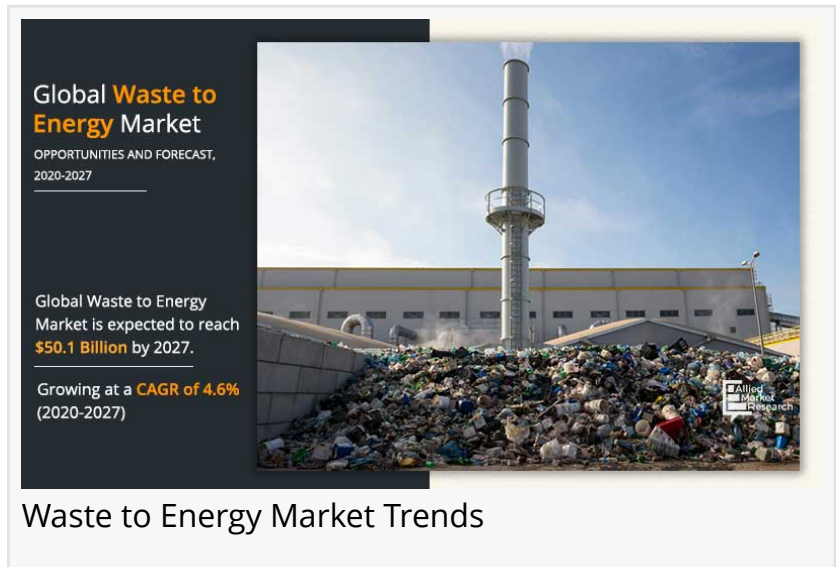 Global Waste to
Energy Market
OPPORTUNITIES AND FORECAST,
2020-2027
Global Waste to Energy
Market is expected to reach
$50.1 Billion by 2027.
Growing at a CAGR of 4.6%
(2020-2027)
Allied
Market
Research
Waste to Energy Market Trends